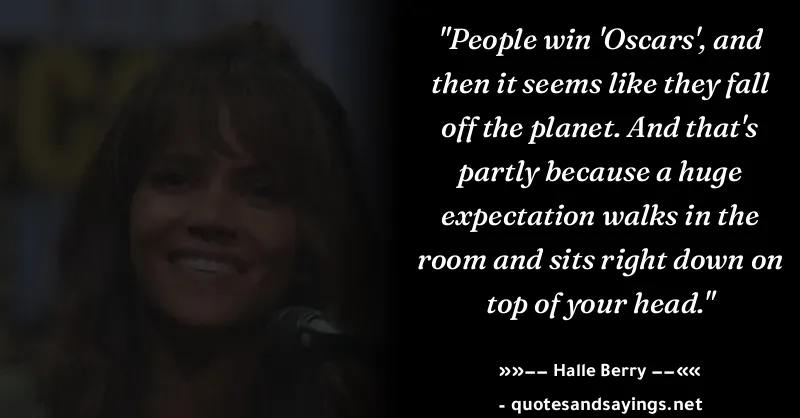 "People win 'Oscars', and
then it seems like they fall
off the planet. And that's
partly because a huge
expectation walks in the
room and sits right down on
top of your head."
»»–– Halle Berry ––««
- quotesandsayings.net